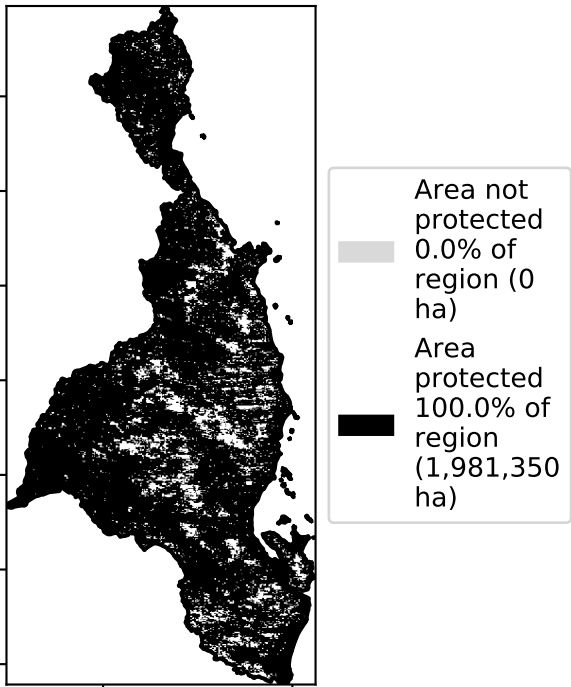 Area not
protected
0.0% of
region (0
ha)
Area
protected
100.0% of
region
(1,981,350
ha)